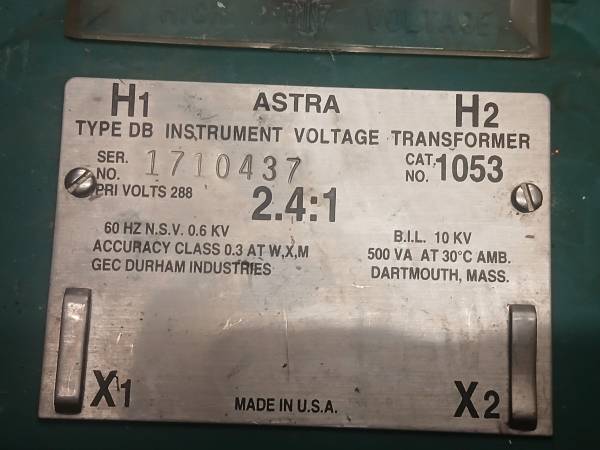 HIGH VOLTAGE
H1 ASTRA H2
TYPE DB INSTRUMENT VOLTAGE TRANSFORMER
SER. NO. 1710437 CAT. NO. 1053
PRI VOLTS 288 2.4:1
60 HZ N.S.V. 0.6 KV B.I.L. 10 KV
ACCURACY CLASS 0.3 AT W,X,M 500 VA AT 30°C AMB.
GEC DURHAM INDUSTRIES DARTMOUTH, MASS.
X1 MADE IN U.S.A. X2